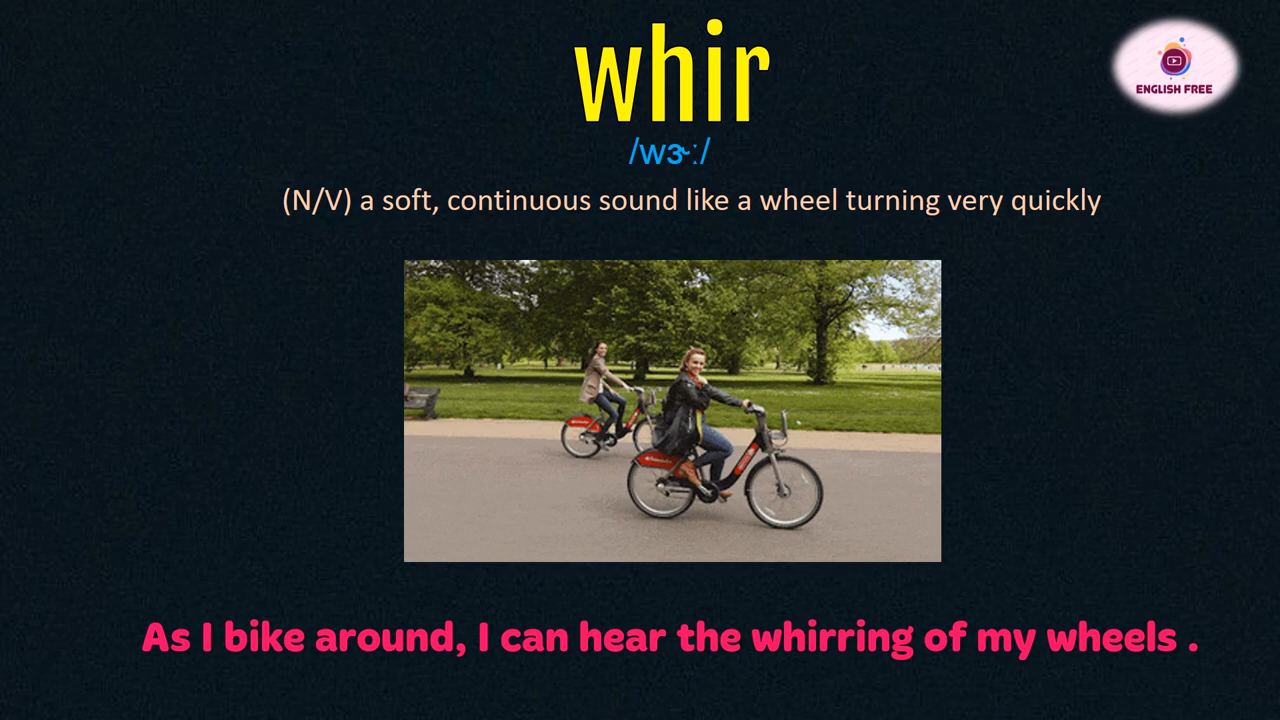 whir
/wɝː/
(N/V) a soft, continuous sound like a wheel turning very quickly
ENGLISH FREE
As I bike around, I can hear the whirring of my wheels .